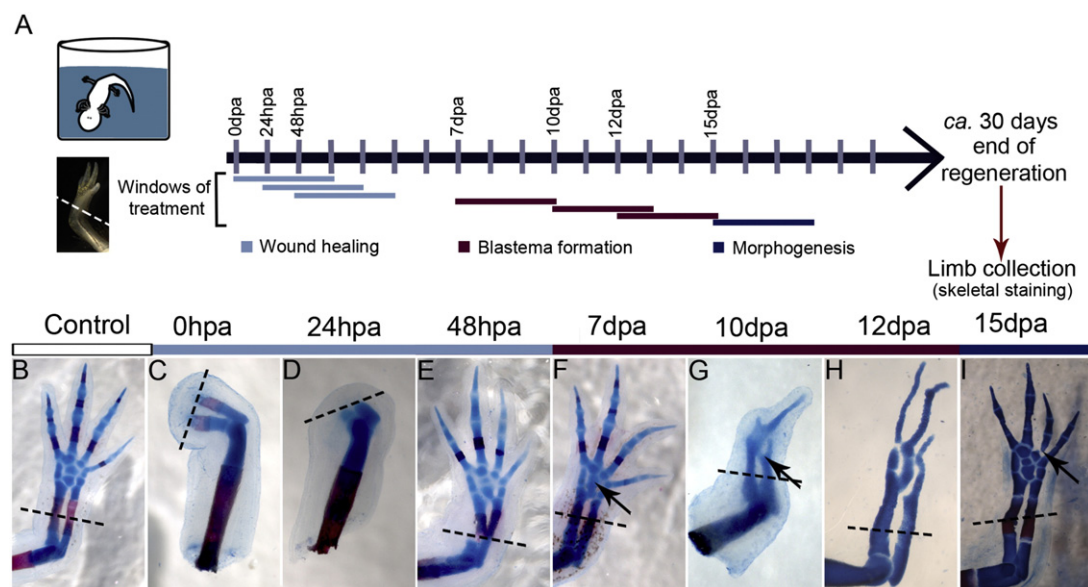 A
0dpa
24hpa
48hpa
7dpa
10dpa
12dpa
15dpa
ca. 30 days
end of
regeneration
Windows of
treatment
Wound healing
Blastema formation
Morphogenesis
Limb collection
(skeletal staining)
Control
0hpa
24hpa
48hpa
7dpa
10dpa
12dpa
15dpa
B
C
D
E
F
G
H
I